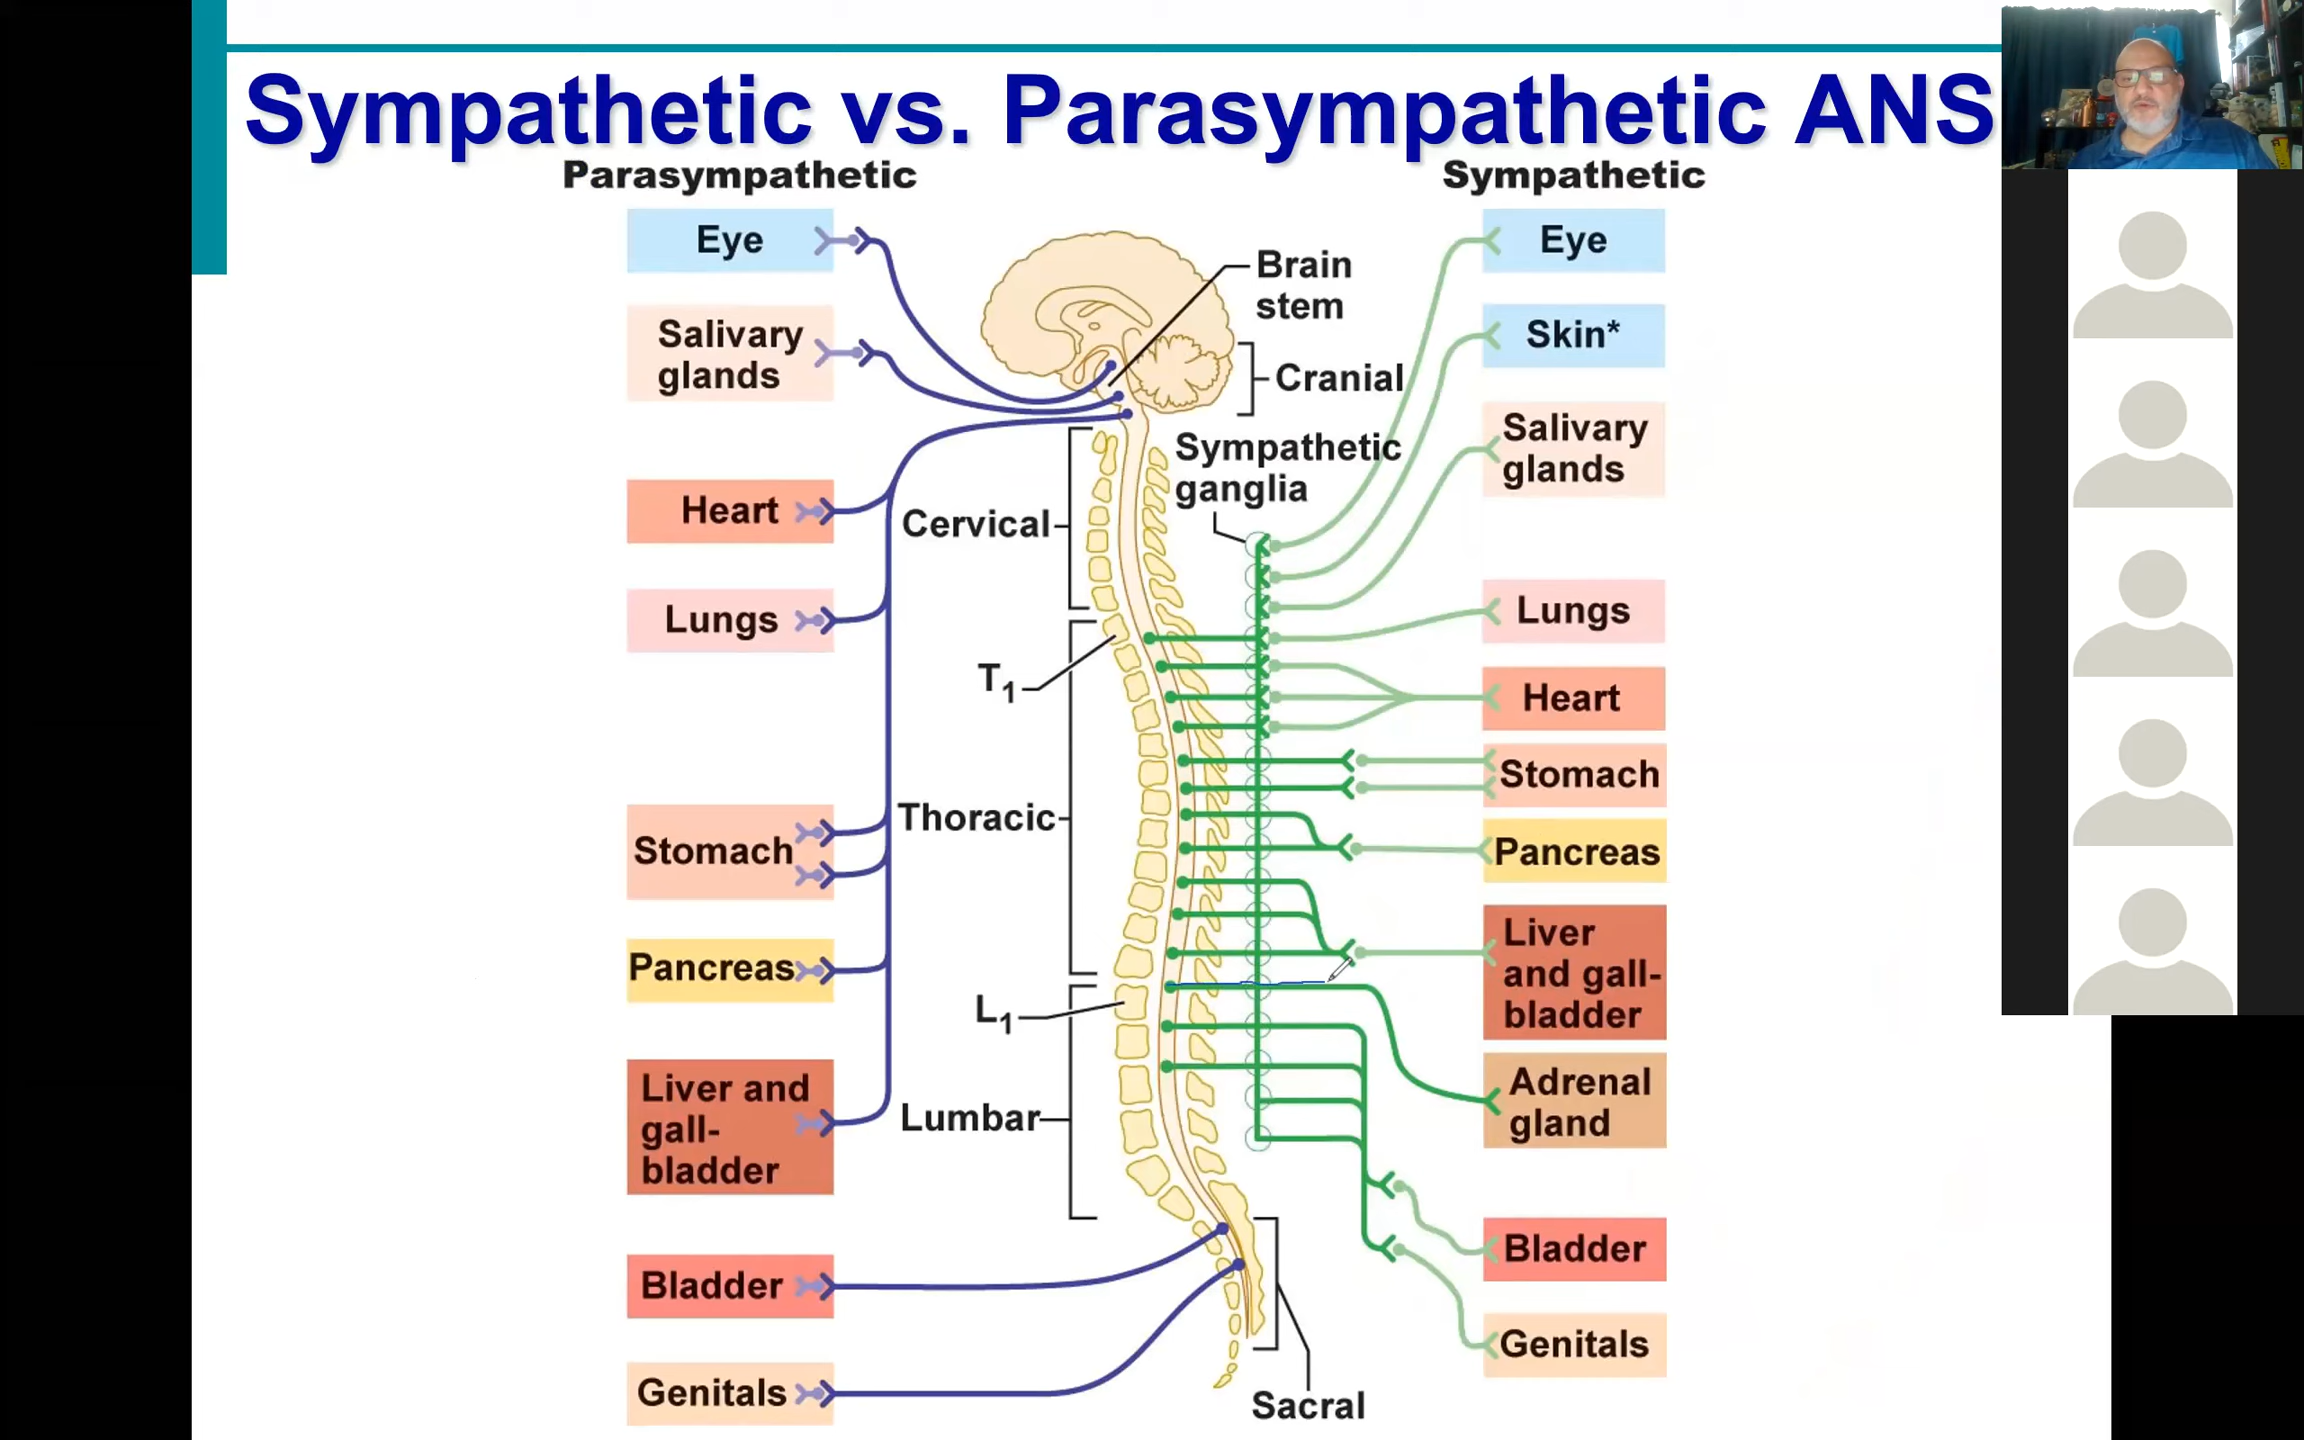 Sympathetic vs. Parasympathetic ANS
Parasympathetic
Eye
Salivary
glands
Heart
Lungs
Stomach
Pancreas
Liver and
gall-
bladder
Bladder
Genitals
Brain
stem
Cranial
Sympathetic
ganglia
Cervical
T1
Thoracic
L1
Lumbar
Sacral
Sympathetic
Eye
Skin*
Salivary
glands
Lungs
Heart
Stomach
Pancreas
Liver
and gall-
bladder
Adrenal
gland
Bladder
Genitals